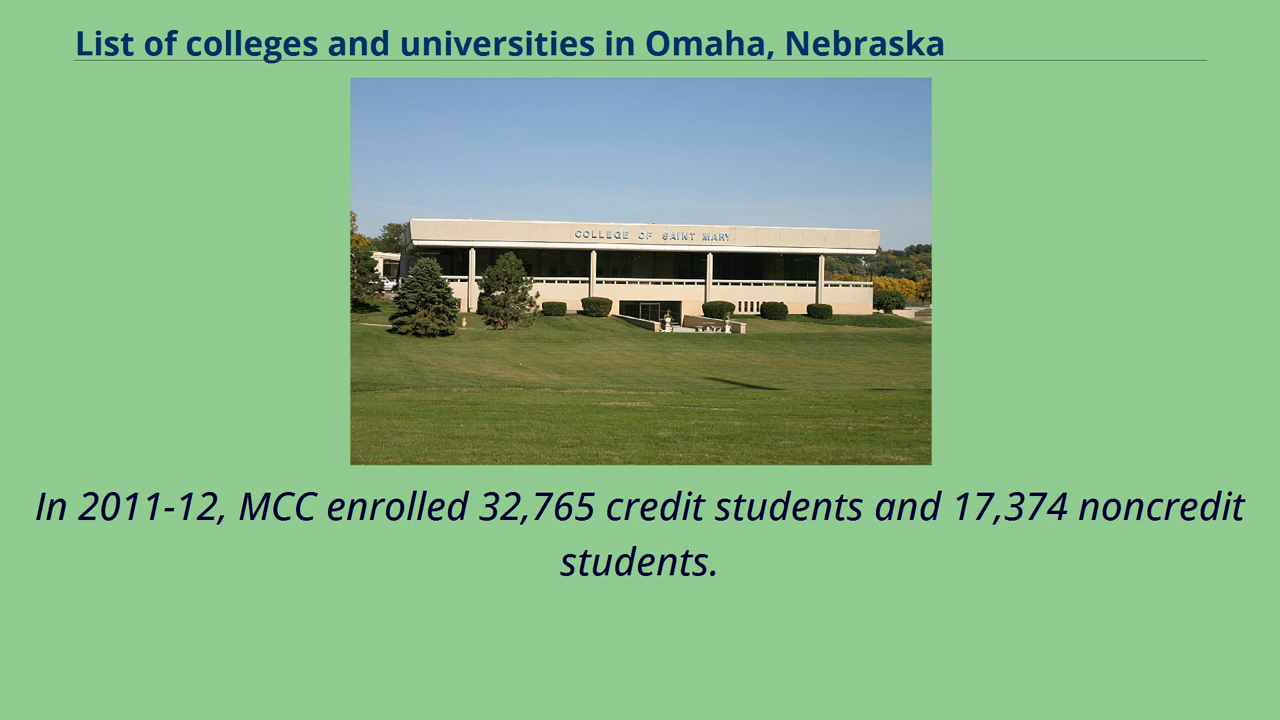 List of colleges and universities in Omaha, Nebraska
COLLEGE OF SAINT MARY
In 2011-12, MCC enrolled 32,765 credit students and 17,374 noncredit
students.